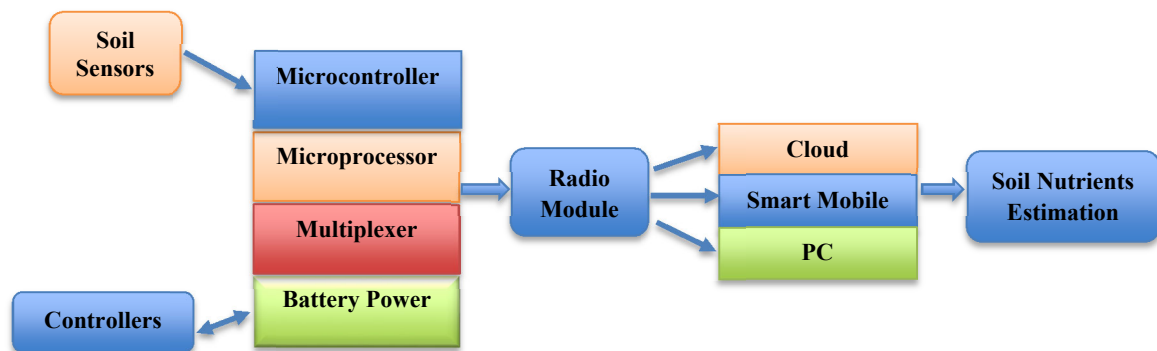 Soil
Sensors
Microcontroller
Microprocessor
Multiplexer
Battery Power
Controllers
Radio
Module
Cloud
Smart Mobile
PC
Soil Nutrients
Estimation